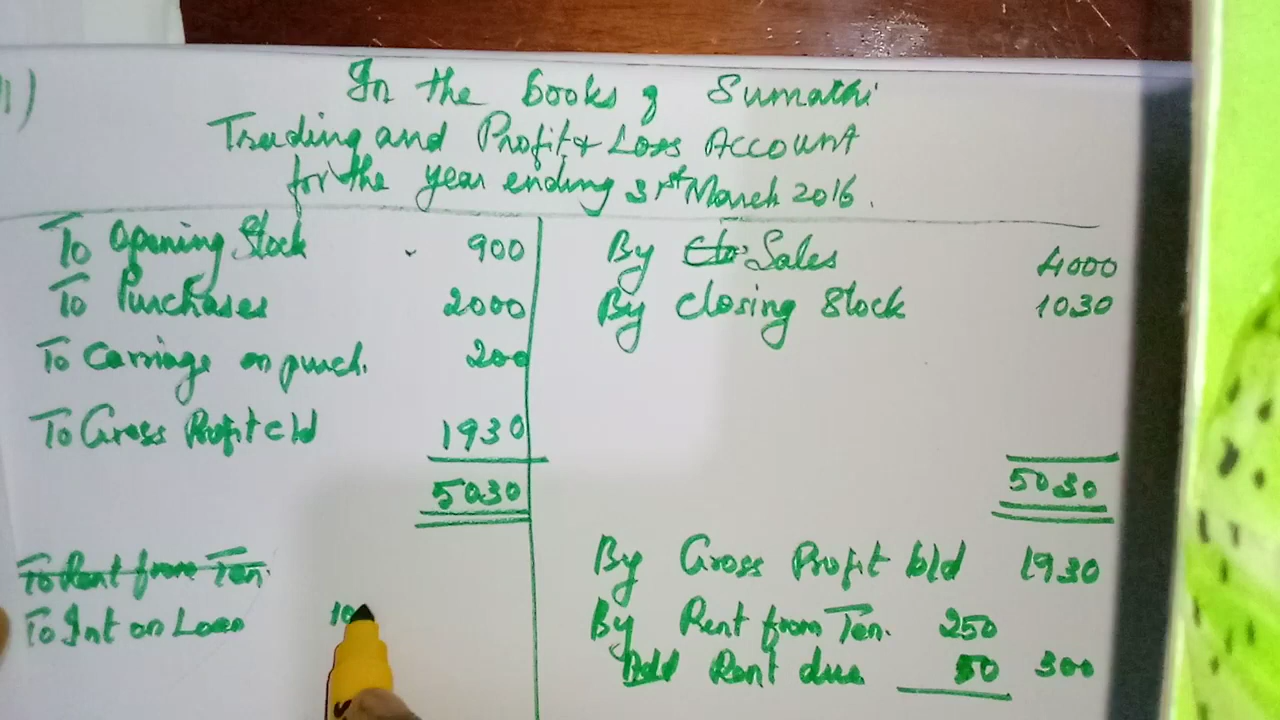 11)
In the books of Sumathi
Trading and Profit & Loss Account
for the year ending 31st March 2016.
To Opening Stock 900 By Sales 4000
To Purchases 2000 By Closing Stock 1030
To Carriage on purch. 200
To Gross Profit c/d 1930
5030 5030
By Gross Profit b/d 1930
To Rent from Ten.
By Rent from Ten. 250
To Int on Loan 10
Add Rent due 50 300